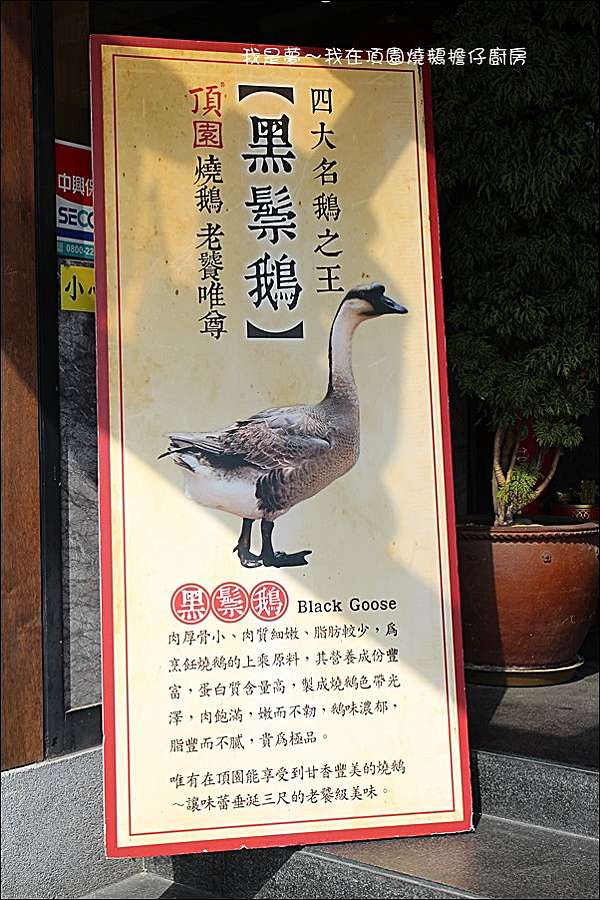 我是夢～我在頂園燒鵝擔仔廚房
四大名鵝之王
【黑鬃鵝】
頂園燒鵝 老饕唯尊
中興保
SECO
0800-22
小心
黑鬃鵝 Black Goose
肉厚骨小、肉質細嫩、脂肪較少，為
烹飪燒鵝的上乘原料，其營養成份豐
富，蛋白質含量高，製成燒鵝色帶光
澤，肉飽滿，嫩而不韌，鵝味濃郁，
脂豐而不膩，貴為極品。
唯有在頂園能享受到甘香豐美的燒鵝
～讓味蕾垂涎三尺的老饕級美味。